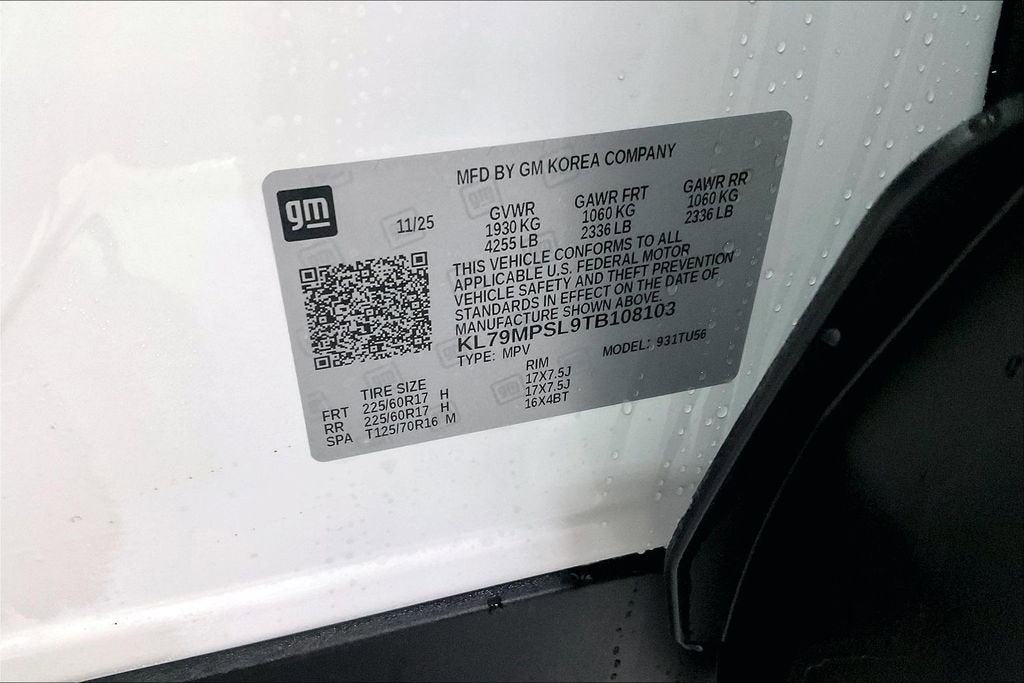 MFD BY GM KOREA COMPANY
gm
11/25
GVWR GAWR FRT GAWR RR
1930 KG 1060 KG 1060 KG
4255 LB 2336 LB 2336 LB
THIS VEHICLE CONFORMS TO ALL
APPLICABLE U.S. FEDERAL MOTOR
VEHICLE SAFETY AND THEFT PREVENTION
STANDARDS IN EFFECT ON THE DATE OF
MANUFACTURE SHOWN ABOVE.
KL79MPSL9TB108103
TYPE: MPV MODEL: 931TU56
TIRE SIZE RIM
FRT 225/60R17 H 17X7.5J
RR 225/60R17 H 17X7.5J
SPA T125/70R16 M 16X4BT